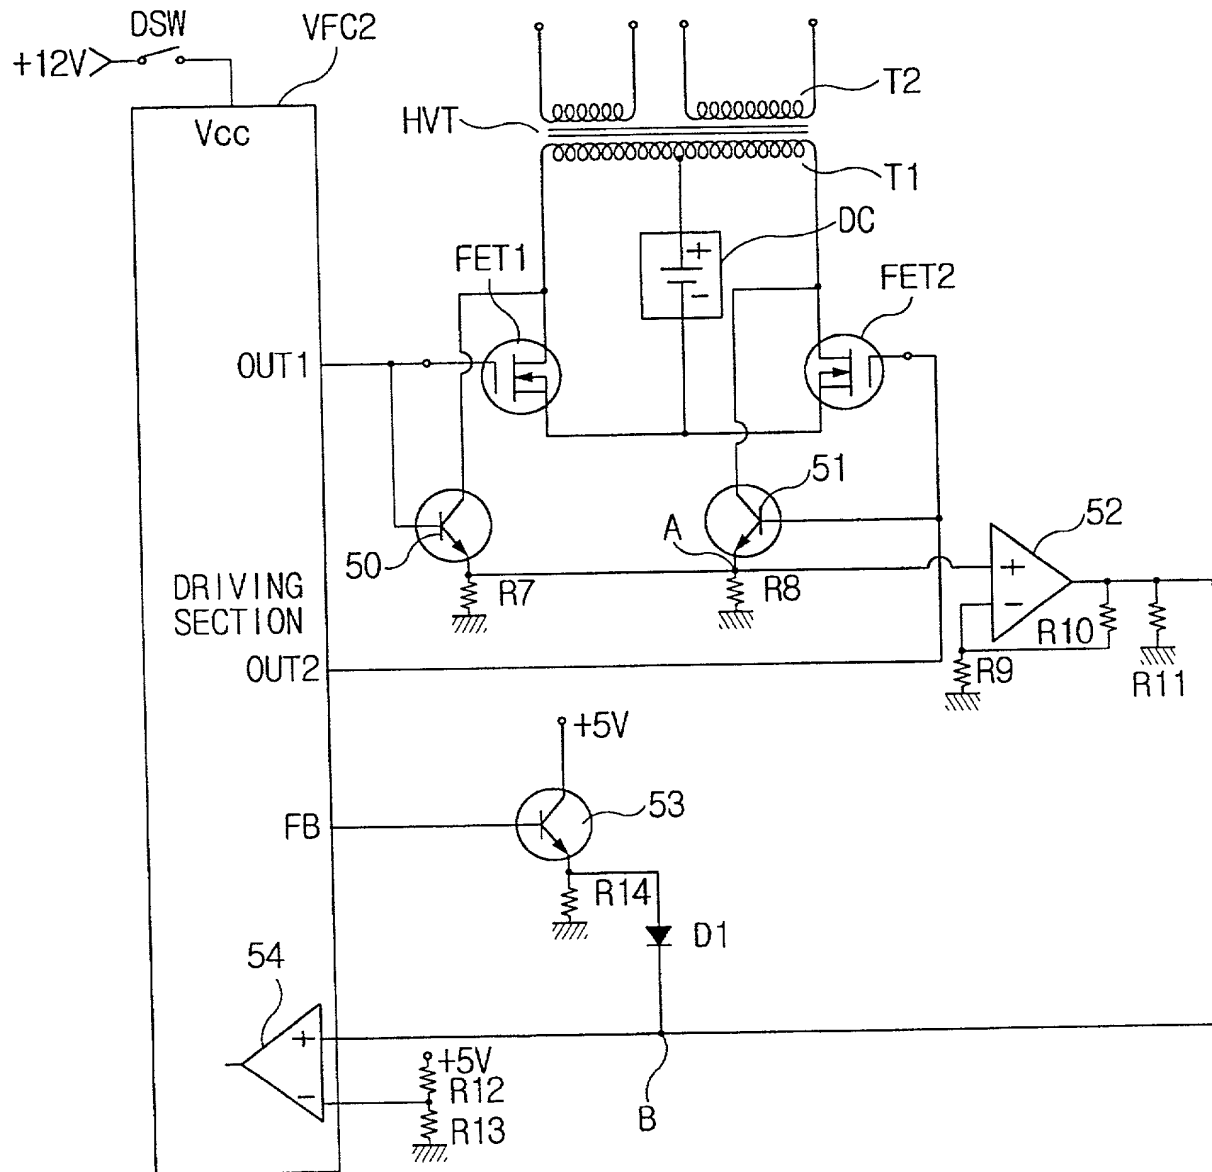 DSW
VFC2
+12V
Vcc
HVT
T2
T1
DC
+
-
FET1
FET2
OUT1
51
52
50
A
R7
R8
+
-
DRIVING
SECTION
R10
R9
R11
OUT2
+5V
53
FB
R14
D1
54
+
-
+5V
R12
R13
B